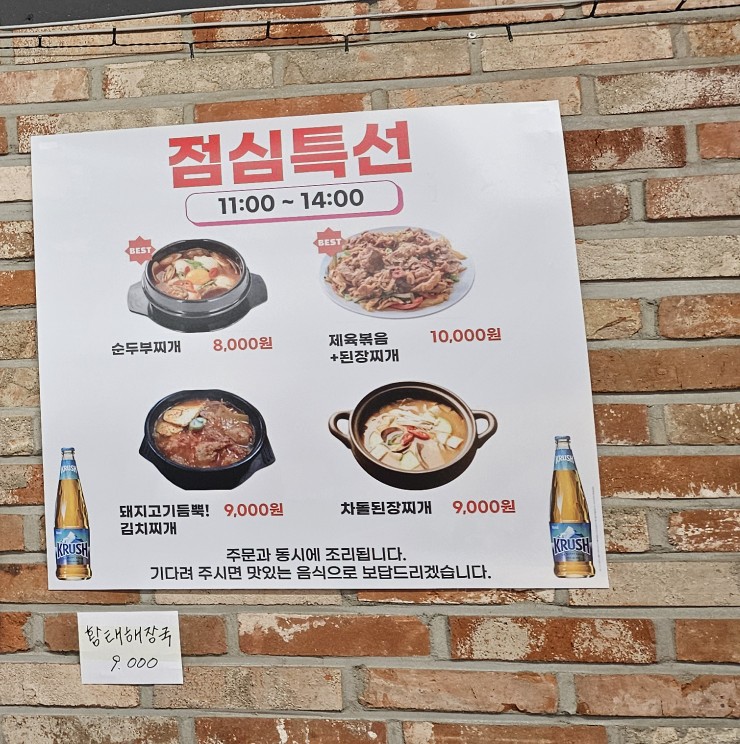 점심특선
11:00 ~ 14:00
BEST
BEST
순두부찌개 8,000원
제육볶음 10,000원
+된장찌개
돼지고기듬뿍! 9,000원
김치찌개
차돌된장찌개 9,000원
KRUSH
KRUSH
KRUSH
KRUSH
주문과 동시에 조리됩니다.
기다려 주시면 맛있는 음식으로 보답드리겠습니다.
황태해장국
9.000